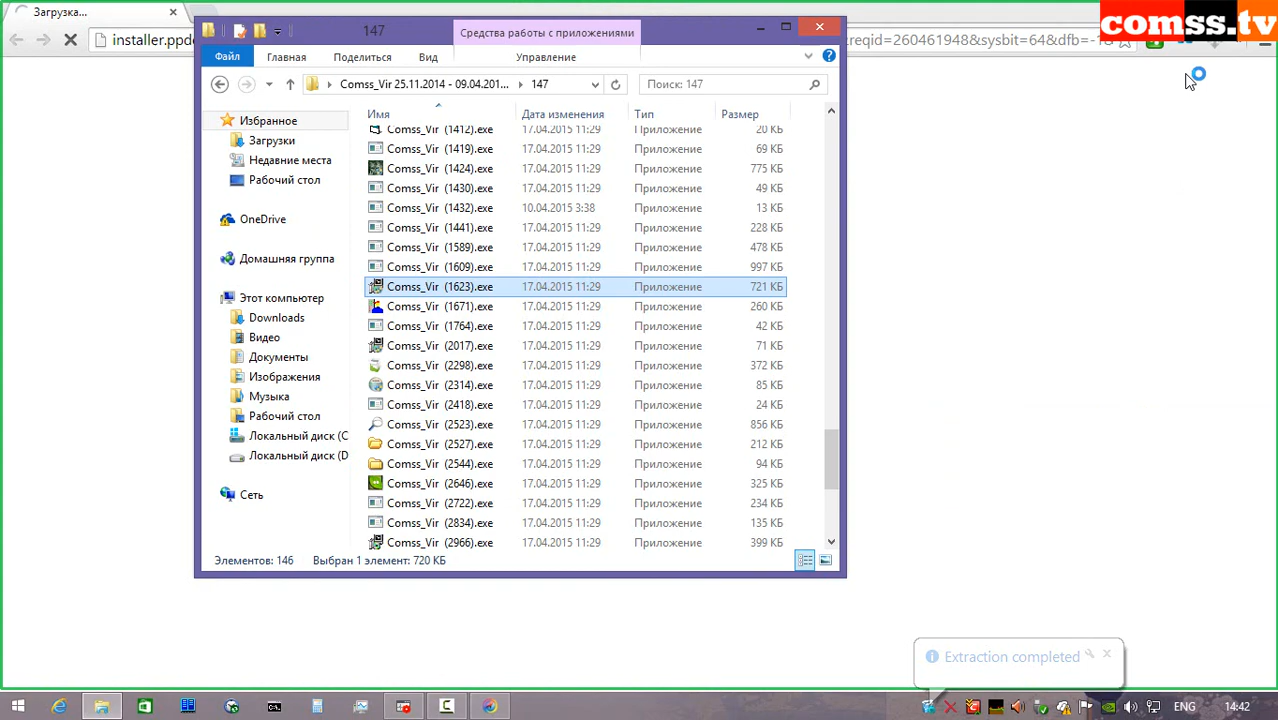 Загрузка...
comss.tv
installer.ppdo
reqid=260461948&sysbit=64&dfb=-1
147
Средства работы с приложениями
Файл
Главная
Поделиться
Вид
Управление
Comss_Vir 25.11.2014 - 09.04.201...
147
Поиск: 147
Имя
Дата изменения
Тип
Размер
Избранное
Загрузки
Недавние места
Рабочий стол
OneDrive
Домашняя группа
Этот компьютер
Downloads
Видео
Документы
Изображения
Музыка
Рабочий стол
Локальный диск (C
Локальный диск (D
Сеть
Comss_Vir (1412).exe 17.04.2015 11:29 Приложение 20 КБ
Comss_Vir (1419).exe 17.04.2015 11:29 Приложение 69 КБ
Comss_Vir (1424).exe 17.04.2015 11:29 Приложение 775 КБ
Comss_Vir (1430).exe 17.04.2015 11:29 Приложение 49 КБ
Comss_Vir (1432).exe 10.04.2015 3:38 Приложение 13 КБ
Comss_Vir (1441).exe 17.04.2015 11:29 Приложение 228 КБ
Comss_Vir (1589).exe 17.04.2015 11:29 Приложение 478 КБ
Comss_Vir (1609).exe 17.04.2015 11:29 Приложение 997 КБ
Comss_Vir (1623).exe 17.04.2015 11:29 Приложение 721 КБ
Comss_Vir (1671).exe 17.04.2015 11:29 Приложение 260 КБ
Comss_Vir (1764).exe 17.04.2015 11:29 Приложение 42 КБ
Comss_Vir (2017).exe 17.04.2015 11:29 Приложение 71 КБ
Comss_Vir (2298).exe 17.04.2015 11:29 Приложение 372 КБ
Comss_Vir (2314).exe 17.04.2015 11:29 Приложение 85 КБ
Comss_Vir (2418).exe 17.04.2015 11:29 Приложение 24 КБ
Comss_Vir (2523).exe 17.04.2015 11:29 Приложение 856 КБ
Comss_Vir (2527).exe 17.04.2015 11:29 Приложение 212 КБ
Comss_Vir (2544).exe 17.04.2015 11:29 Приложение 94 КБ
Comss_Vir (2646).exe 17.04.2015 11:29 Приложение 325 КБ
Comss_Vir (2722).exe 17.04.2015 11:29 Приложение 234 КБ
Comss_Vir (2834).exe 17.04.2015 11:29 Приложение 135 КБ
Comss_Vir (2966).exe 17.04.2015 11:29 Приложение 399 КБ
Элементов: 146
Выбран 1 элемент: 720 КБ
Extraction completed
ENG
14:42